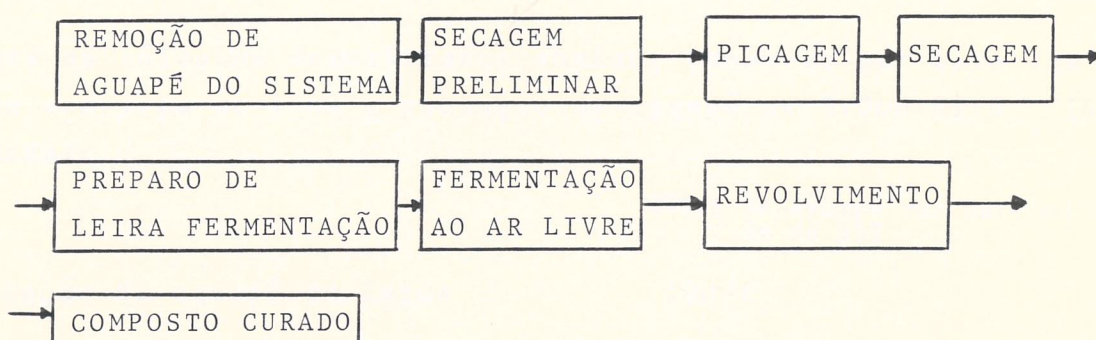 REMOÇÃO DE
AGUAPÉ DO SISTEMA
SECAGEM
PRELIMINAR
PICAGEM
SECAGEM
PREPARO DE
LEIRA FERMENTAÇÃO
FERMENTAÇÃO
AO AR LIVRE
REVOLVIMENTO
COMPOSTO CURADO